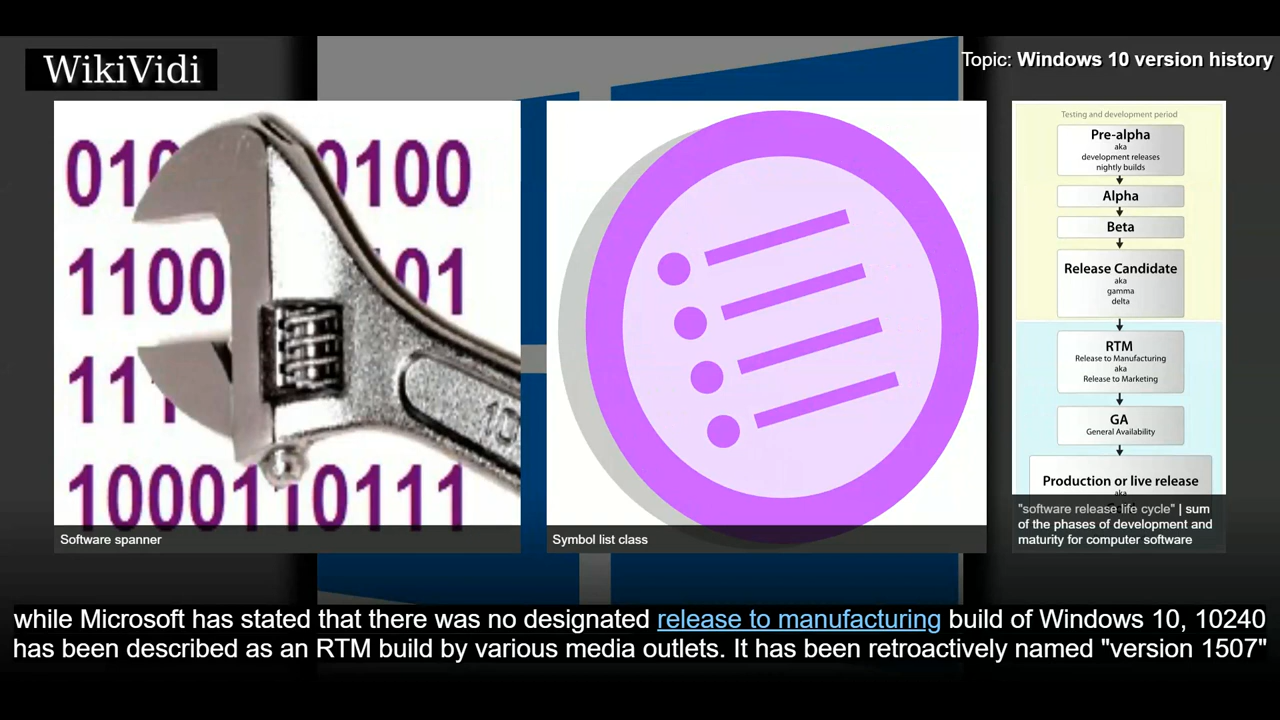 WikiVidi
Topic: Windows 10 version history
0100
1100
1000110111
10
Software spanner
Symbol list class
Testing and development period
Pre-alpha
aka
development releases
nightly builds
Alpha
Beta
Release Candidate
aka
gamma
delta
RTM
Release to Manufacturing
aka
Release to Marketing
GA
General Availability
Production or live release
aka
"software release life cycle" | sum
of the phases of development and
maturity for computer software
while Microsoft has stated that there was no designated release to manufacturing build of Windows 10, 10240
has been described as an RTM build by various media outlets. It has been retroactively named "version 1507"